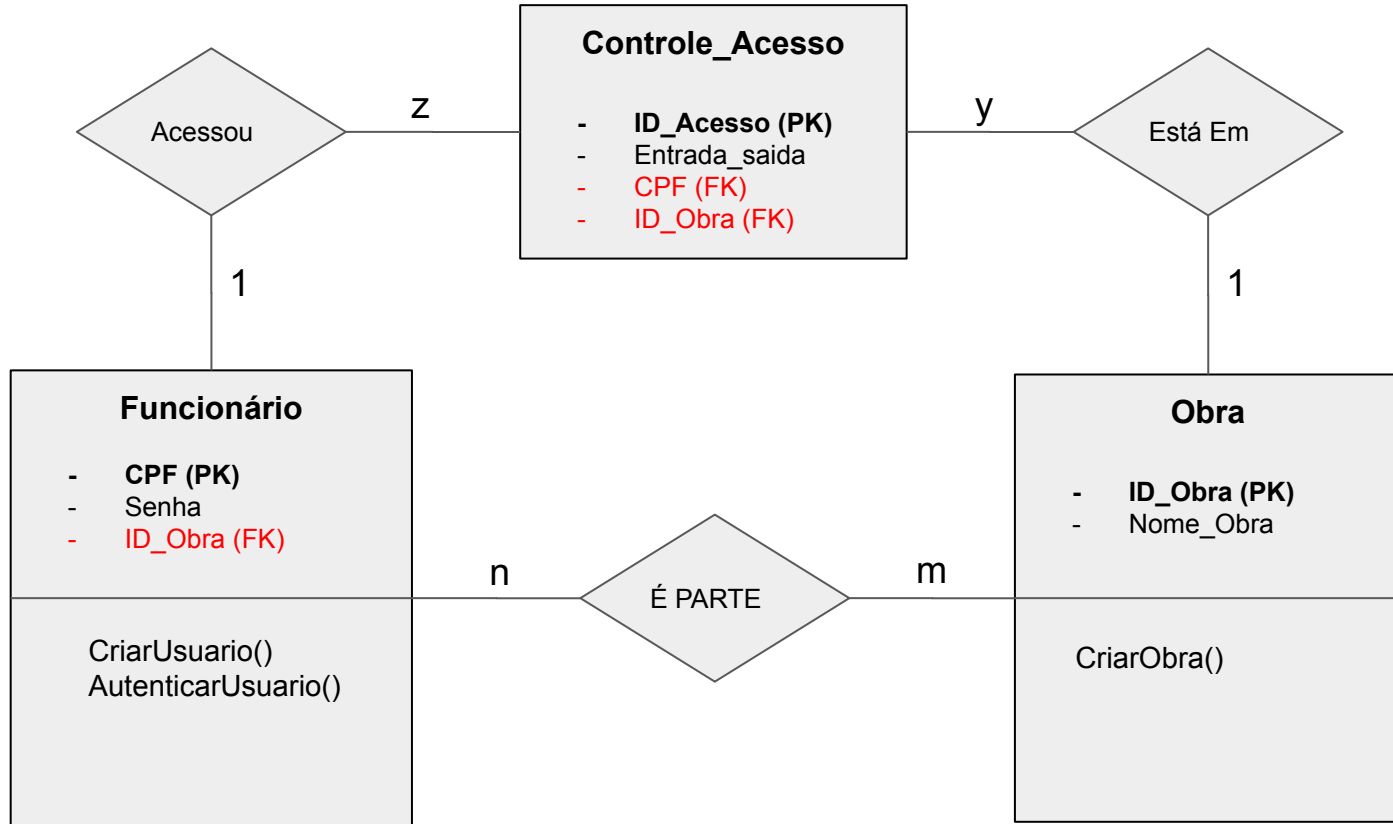 Controle_Acesso
- ID_Acesso (PK)
- Entrada_saida
- CPF (FK)
- ID_Obra (FK)
Acessou
z
y
Está Em
1
1
Funcionário
- CPF (PK)
- Senha
- ID_Obra (FK)
CriarUsuario()
AutenticarUsuario()
n
É PARTE
m
Obra
- ID_Obra (PK)
- Nome_Obra
CriarObra()